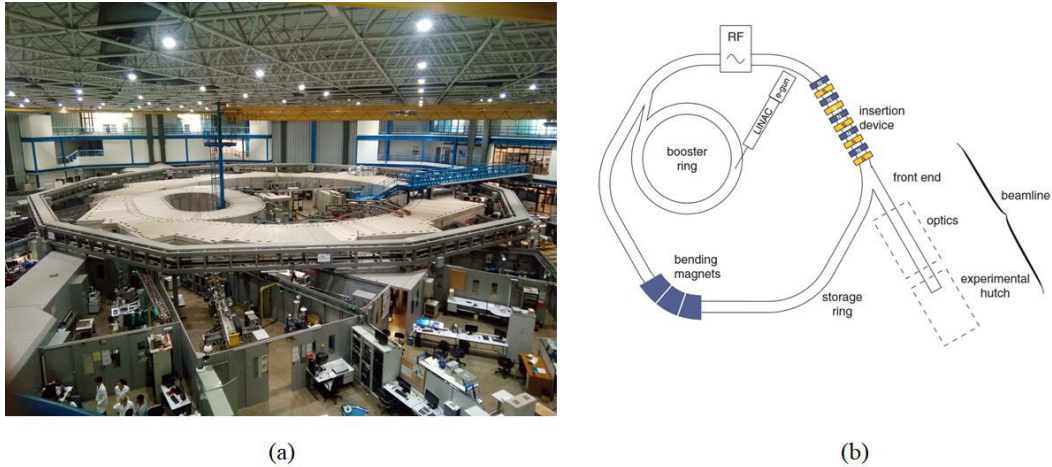 RF
e-gun
LINAC
insertion
device
booster
ring
front end
beamline
optics
bending
magnets
experimental
hutch
storage
ring
(a)
(b)